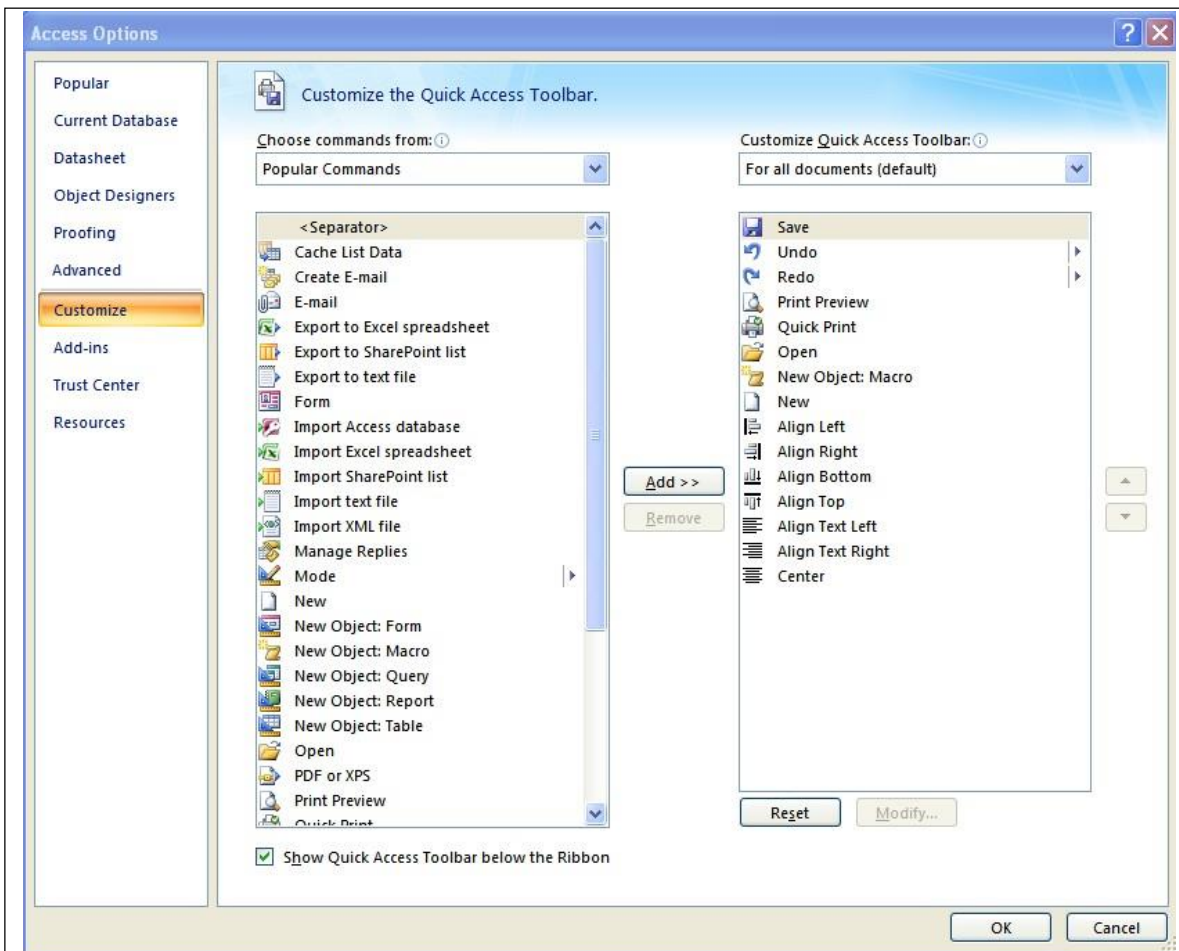 Access Options
Popular
Current Database
Datasheet
Object Designers
Proofing
Advanced
Customize
Add-ins
Trust Center
Resources
Customize the Quick Access Toolbar.
Choose commands from:
Popular Commands
<Separator>
Cache List Data
Create E-mail
E-mail
Export to Excel spreadsheet
Export to SharePoint list
Export to text file
Form
Import Access database
Import Excel spreadsheet
Import SharePoint list
Import text file
Import XML file
Manage Replies
Mode
New
New Object: Form
New Object: Macro
New Object: Query
New Object: Report
New Object: Table
Open
PDF or XPS
Print Preview
Quick Print
Show Quick Access Toolbar below the Ribbon
Add >>
Remove
Customize Quick Access Toolbar:
For all documents (default)
Save
Undo
Redo
Print Preview
Quick Print
Open
New Object: Macro
New
Align Left
Align Right
Align Bottom
Align Top
Align Text Left
Align Text Right
Center
Reset
Modify...
OK
Cancel